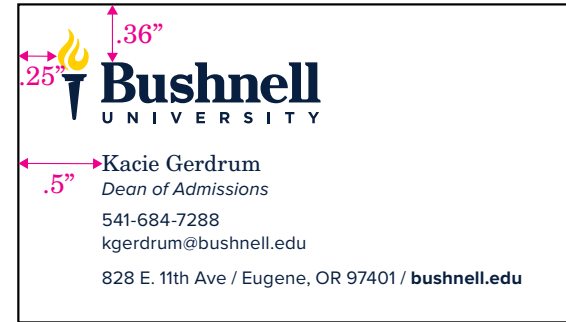 .36”
.25”
Bushnell
UNIVERSITY
.5”
Kacie Gerdrum
Dean of Admissions
541-684-7288
kgerdrum@bushnell.edu
828 E. 11th Ave / Eugene, OR 97401 / bushnell.edu